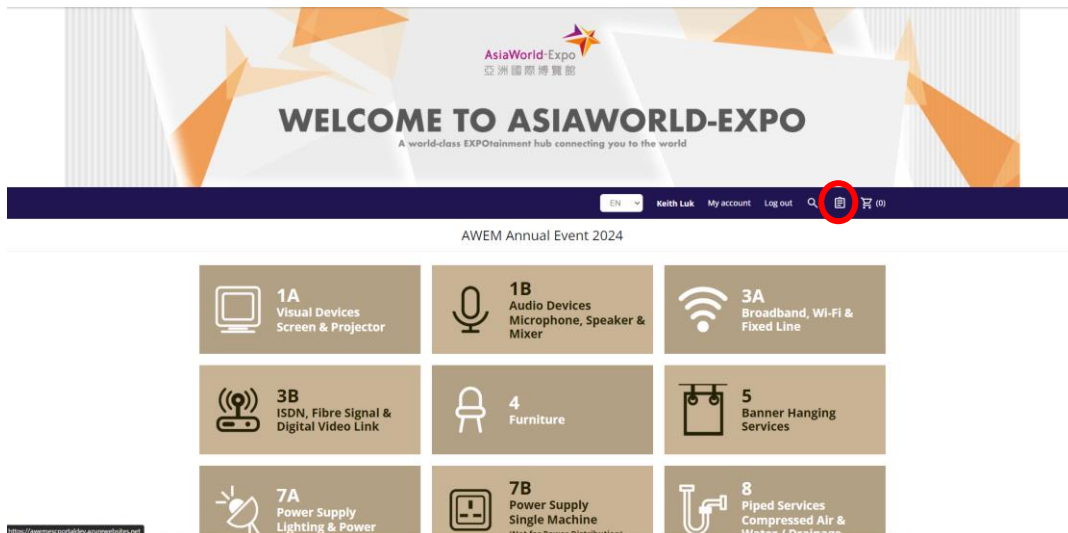 AsiaWorld-Expo
亞洲國際博覽館
WELCOME TO ASIAWORLD-EXPO
A world-class EXPOtainment hub connecting you to the world
EN Keith Luk My account Log out (0)
AWEM Annual Event 2024
1A
Visual Devices
Screen & Projector
1B
Audio Devices
Microphone, Speaker &
Mixer
3A
Broadband, Wi-Fi &
Fixed Line
3B
ISDN, Fibre Signal &
Digital Video Link
4
Furniture
5
Banner Hanging
Services
7A
Power Supply
Lighting & Power
7B
Power Supply
Single Machine
8
Piped Services
Compressed Air &
Water / Drainage